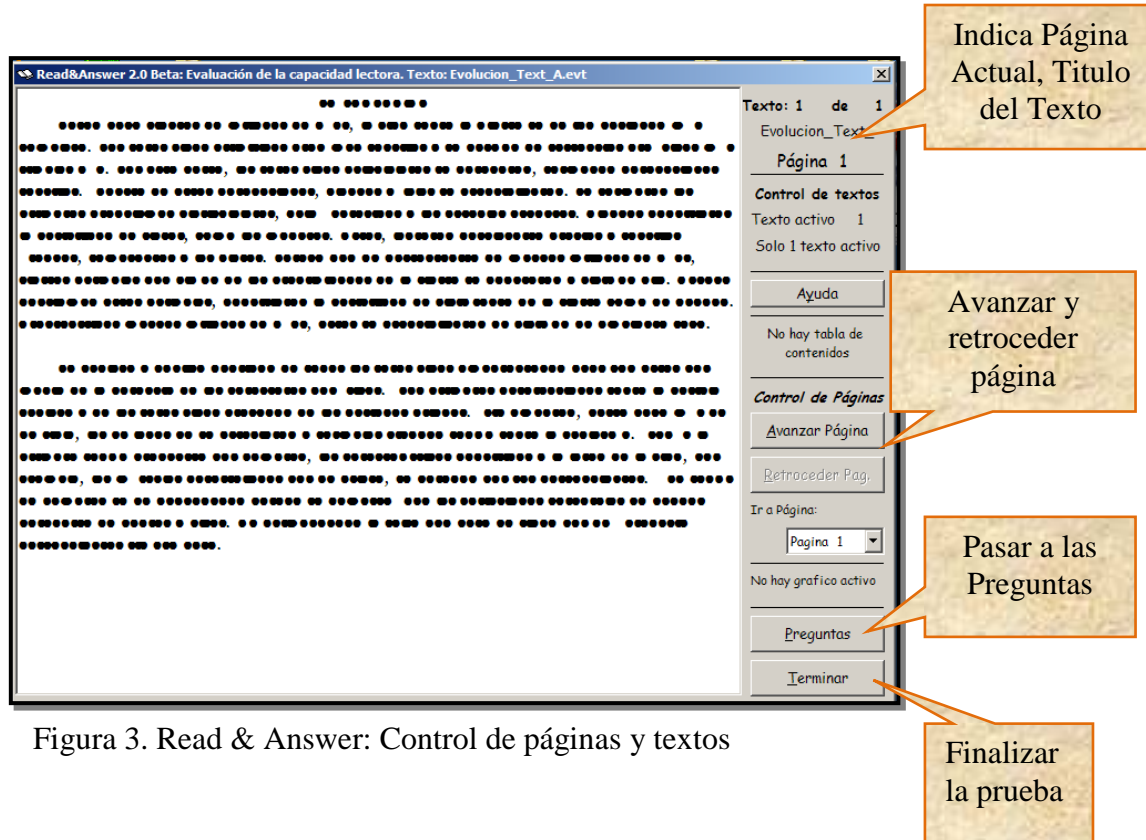 Indica Página
Actual, Titulo
del Texto
Read&Answer 2.0 Beta: Evaluación de la capacidad lectora. Texto: Evolucion_Text_A.evt
Texto: 1 de 1
Evolucion_Text_
Página 1
Control de textos
Texto activo 1
Solo 1 texto activo
Ayuda
No hay tabla de
contenidos
Control de Páginas
Avanzar Página
Retroceder Pag.
Ir a Página:
Pagina 1
No hay grafico activo
Preguntas
Terminar
Avanzar y
retroceder
página
Pasar a las
Preguntas
Finalizar
la prueba
Figura 3. Read & Answer: Control de páginas y textos